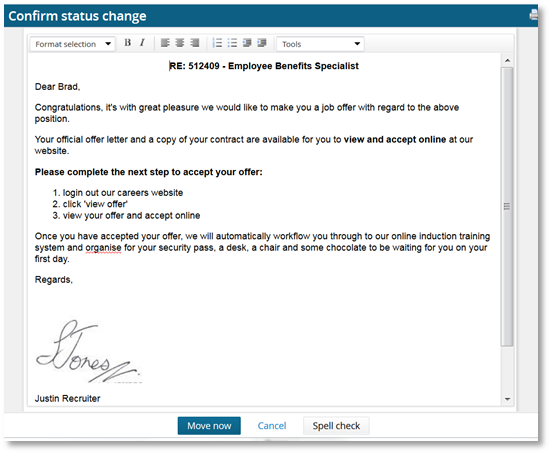 Confirm status change
Format selection
B I
Tools
RE: 512409 - Employee Benefits Specialist
Dear Brad,
Congratulations, it's with great pleasure we would like to make you a job offer with regard to the above
position.
Your official offer letter and a copy of your contract are available for you to view and accept online at our
website.
Please complete the next step to accept your offer:
1. login out our careers website
2. click 'view offer'
3. view your offer and accept online
Once you have accepted your offer, we will automatically workflow you through to our online induction training
system and organise for your security pass, a desk, a chair and some chocolate to be waiting for you on your
first day.
Regards,
Jones
Justin Recruiter
Move now
Cancel
Spell check